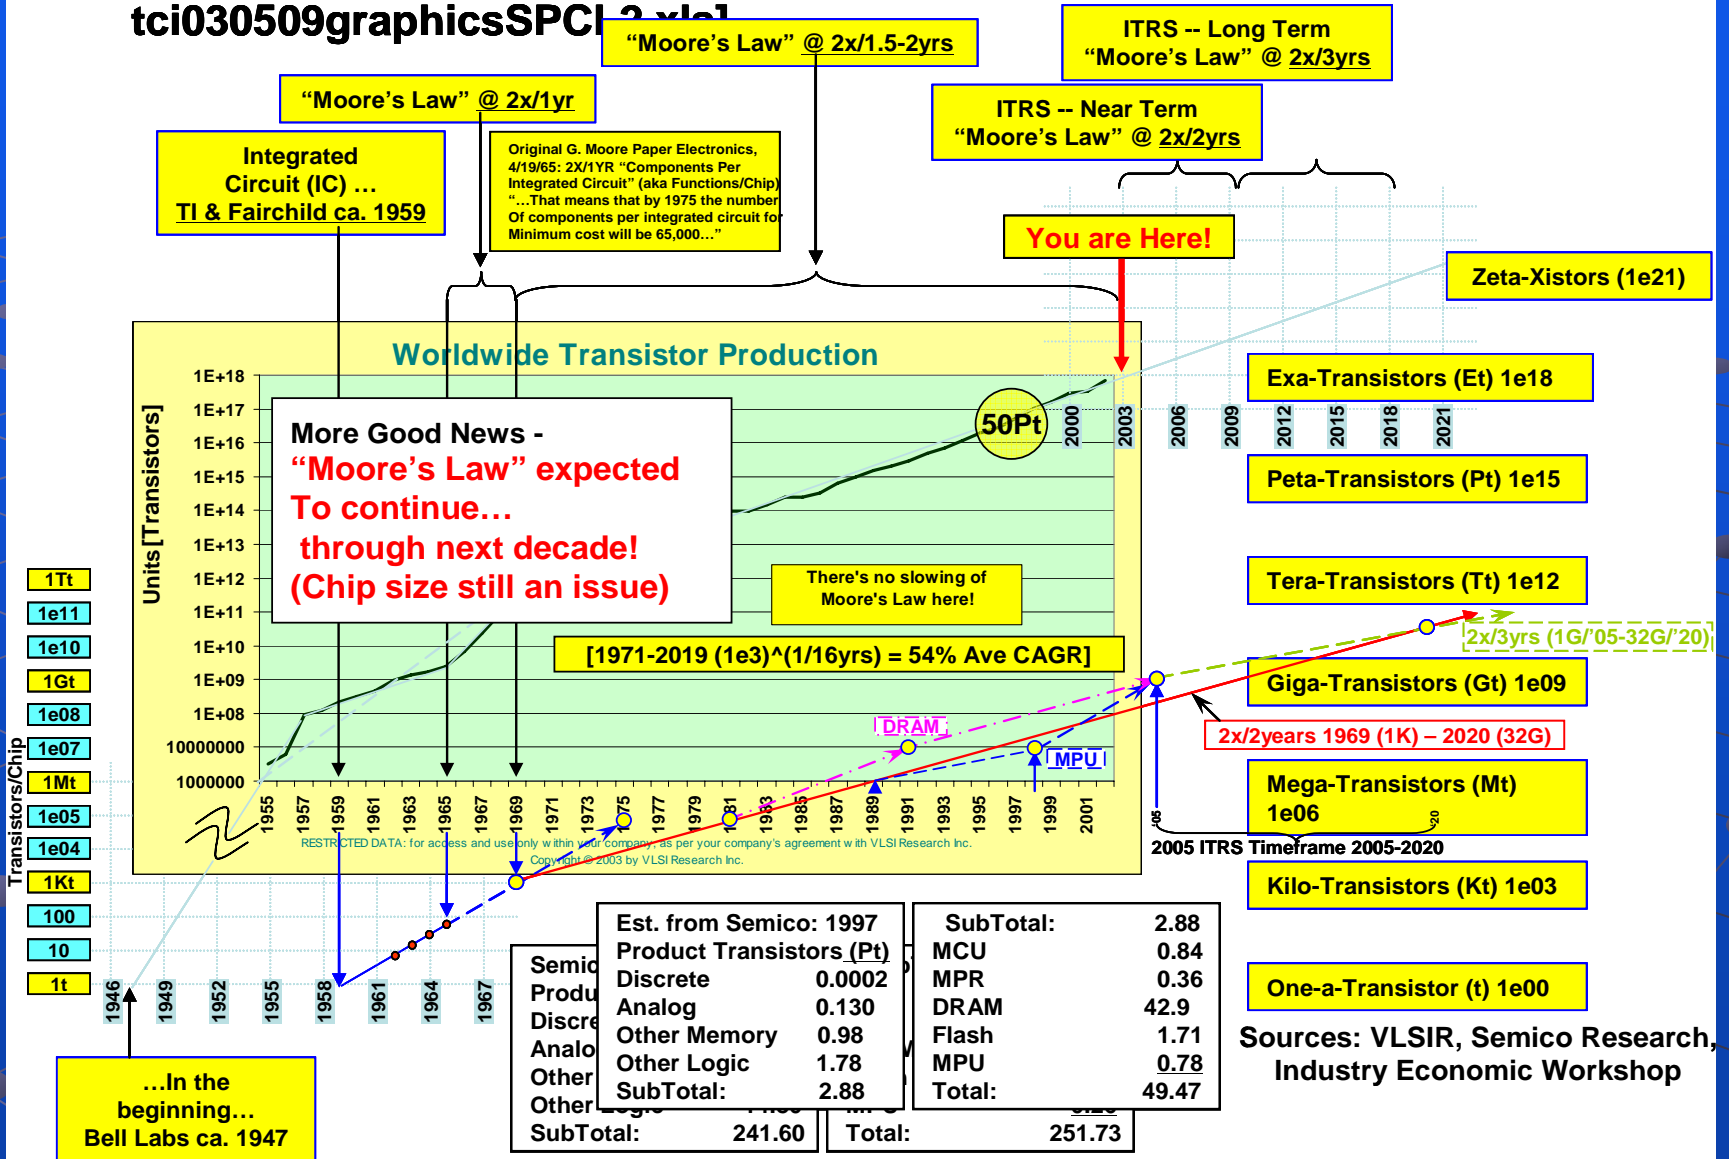 tci030509graphicsSPCL2.xls]
“Moore’s Law” @ 2x/1.5-2yrs
ITRS -- Long Term
“Moore’s Law” @ 2x/3yrs
“Moore’s Law” @ 2x/1yr
ITRS -- Near Term
“Moore’s Law” @ 2x/2yrs
Integrated
Circuit (IC) …
TI & Fairchild ca. 1959
Original G. Moore Paper Electronics,
4/19/65: 2X/1YR “Components Per
Integrated Circuit” (aka Functions/Chip)
“…That means that by 1975 the number
Of components per integrated circuit for
Minimum cost will be 65,000…”
You are Here!
Zeta-Xistors (1e21)
Worldwide Transistor Production
Units [Transistors]
1E+18
1E+17
1E+16
1E+15
1E+14
1E+13
1E+12
1E+11
1E+10
1E+09
1E+08
10000000
1000000
More Good News -
“Moore’s Law” expected
To continue…
through next decade!
(Chip size still an issue)
50Pt
2000 2003 2006 2009 2012 2015 2018 2021
There's no slowing of
Moore's Law here!
[1971-2019 (1e3)^(1/16yrs) = 54% Ave CAGR]
DRAM
MPU
1955 1957 1959 1961 1963 1965 1967 1969 1971 1973 1975 1977 1979 1981 1983 1985 1987 1989 1991 1993 1995 1997 1999 2001
RESTRICTED DATA: for access and use only within your company, as per your company's agreement with VLSI Research Inc.
Copyright © 2003 by VLSI Research Inc.
Exa-Transistors (Et) 1e18
Peta-Transistors (Pt) 1e15
Tera-Transistors (Tt) 1e12
2x/3yrs (1G/’05-32G/’20)
Giga-Transistors (Gt) 1e09
2x/2years 1969 (1K) – 2020 (32G)
Mega-Transistors (Mt)
1e06
'05
'20
2005 ITRS Timeframe 2005-2020
Kilo-Transistors (Kt) 1e03
One-a-Transistor (t) 1e00
Transistors/Chip
1Tt
1e11
1e10
1Gt
1e08
1e07
1Mt
1e05
1e04
1Kt
100
10
1t
1946 1949 1952 1955 1958 1961 1964 1967
…In the
beginning…
Bell Labs ca. 1947
Est. from Semico: 1997
Product Transistors (Pt)
Discrete 0.0002
Analog 0.130
Other Memory 0.98
Other Logic 1.78
SubTotal: 2.88
SubTotal: 2.88
MCU 0.84
MPR 0.36
DRAM 42.9
Flash 1.71
MPU 0.78
Total: 49.47
Other
SubTotal: 241.60
Total: 251.73
Sources: VLSIR, Semico Research,
Industry Economic Workshop